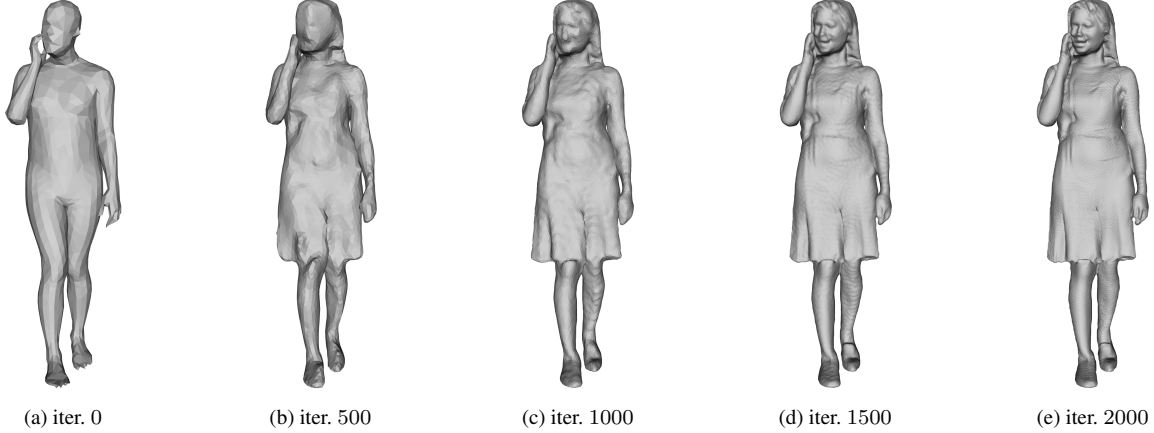 (a) iter. 0
(b) iter. 500
(c) iter. 1000
(d) iter. 1500
(e) iter. 2000